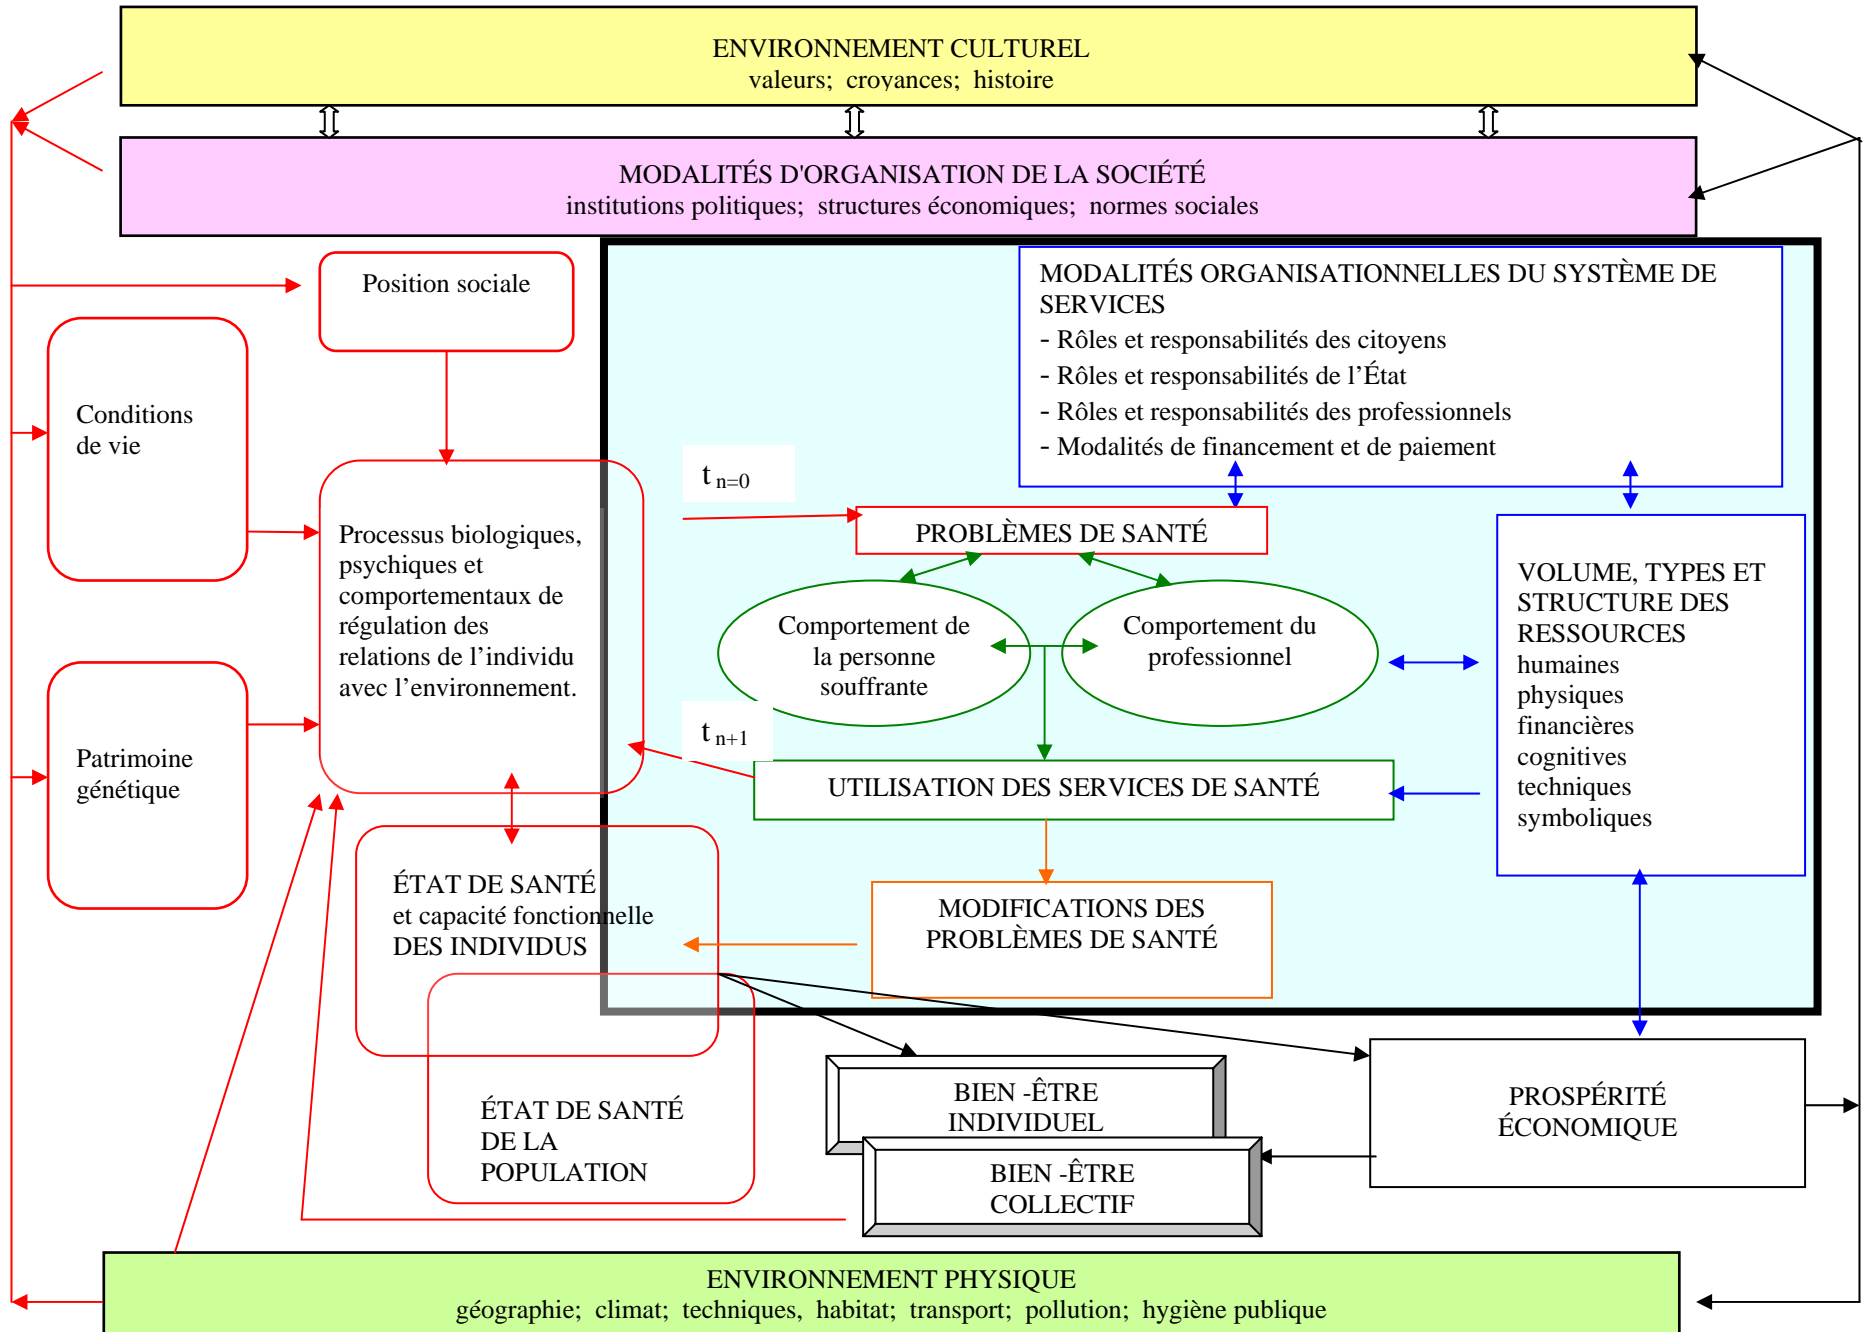 ENVIRONNEMENT CULTUREL
valeurs; croyances; histoire
MODALITÉS D'ORGANISATION DE LA SOCIÉTÉ
institutions politiques; structures économiques; normes sociales
Position sociale
MODALITÉS ORGANISATIONNELLES DU SYSTÈME DE
SERVICES
- Rôles et responsabilités des citoyens
- Rôles et responsabilités de l'État
- Rôles et responsabilités des professionnels
- Modalités de financement et de paiement
Conditions
de vie
t n=0
Processus biologiques,
psychiques et
comportementaux de
régulation des
relations de l'individu
avec l'environnement.
PROBLÈMES DE SANTÉ
Comportement de
la personne
souffrante
Comportement du
professionnel
VOLUME, TYPES ET
STRUCTURE DES
RESSOURCES
humaines
physiques
financières
cognitives
techniques
symboliques
t n+1
Patrimoine
génétique
UTILISATION DES SERVICES DE SANTÉ
ÉTAT DE SANTÉ
et capacité fonctionnelle
DES INDIVIDUS
MODIFICATIONS DES
PROBLÈMES DE SANTÉ
ÉTAT DE SANTÉ
DE LA
POPULATION
BIEN -ÊTRE
INDIVIDUEL
BIEN -ÊTRE
COLLECTIF
PROSPÉRITÉ
ÉCONOMIQUE
ENVIRONNEMENT PHYSIQUE
géographie; climat; techniques, habitat; transport; pollution; hygiène publique